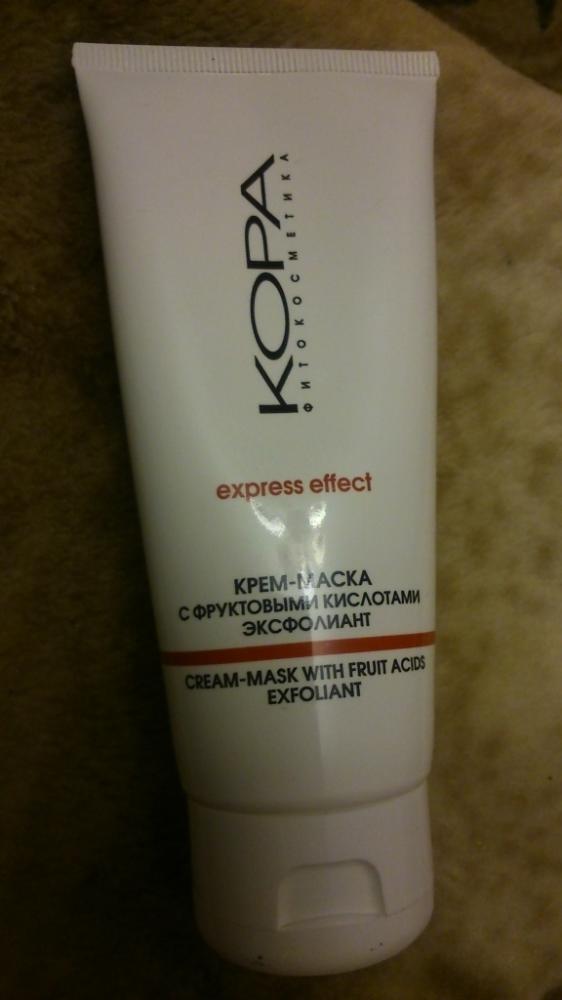 КОРА
ФИТОКОСМЕТИКА
express effect
КРЕМ-МАСКА
С ФРУКТОВЫМИ КИСЛОТАМИ
ЭКСФОЛИАНТ
CREAM-MASK WITH FRUIT ACIDS
EXFOLIANT